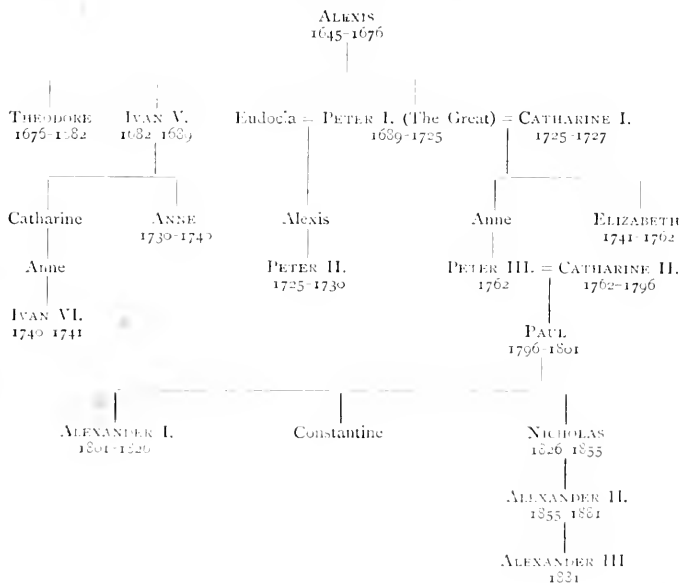 ALEXIS
1645-1676
THEODORE IVAN V. Eudocia = PETER I. (The Great) = CATHARINE I.
1676-1682 1682-1689 1689-1725 1725-1727
Catharine ANNE Alexis Anne ELIZABETH
1730-1740 1741-1762
Anne PETER II. PETER III. = CATHARINE II.
1725-1730 1762 1762-1796
IVAN VI.
1740-1741
PAUL
1796-1801
ALEXANDER I. Constantine NICHOLAS
1801-1826 1826-1855
ALEXANDER II.
1855-1881
ALEXANDER III
1881